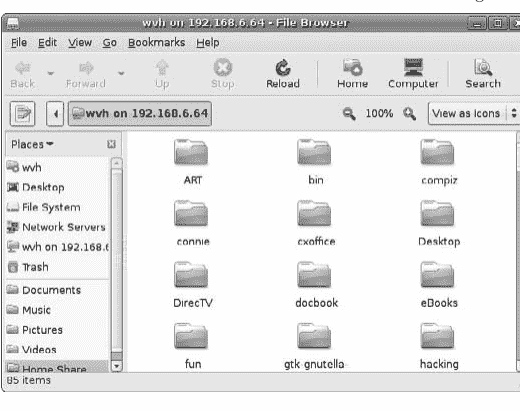 wvh on 192.168.6.64 - File Browser
File Edit View Go Bookmarks Help
Back Forward Up Stop Reload Home Computer Search
wvh on 192.168.6.64 100% View as Icons
Places
wvh
Desktop
File System
Network Servers
wvh on 192.168.6
Trash
Documents
Music
Pictures
Videos
Home Share
ART bin compiz
connie cxoffice Desktop
DirecTV docbook eBooks
fun gtk-gnutella hacking
85 items